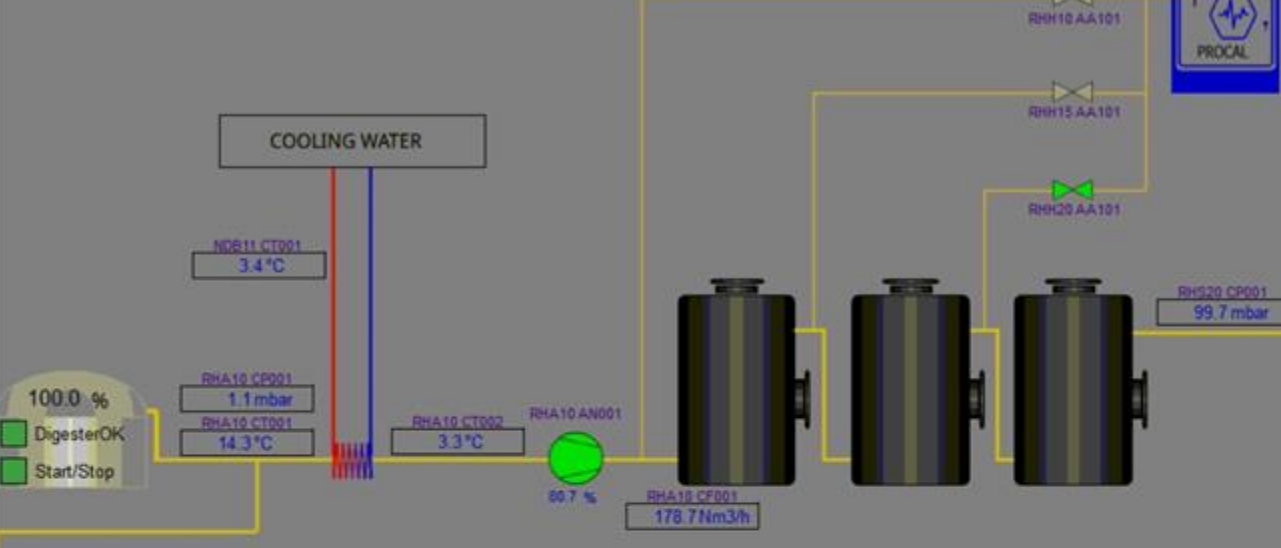 RHH10 AA101
PROCAL
RHH15 AA101
COOLING WATER
RHH20 AA101
NDB11 CT001
3.4°C
RHS20 CP001
99.7 mbar
RHA10 CP001
1.1 mbar
100.0 %
RHA10 CT001
14.3°C
RHA10 CT002
3.3°C
RHA10 AN001
DigesterOK
Start/Stop
RHA10 CF001
178.7 Nm3/h